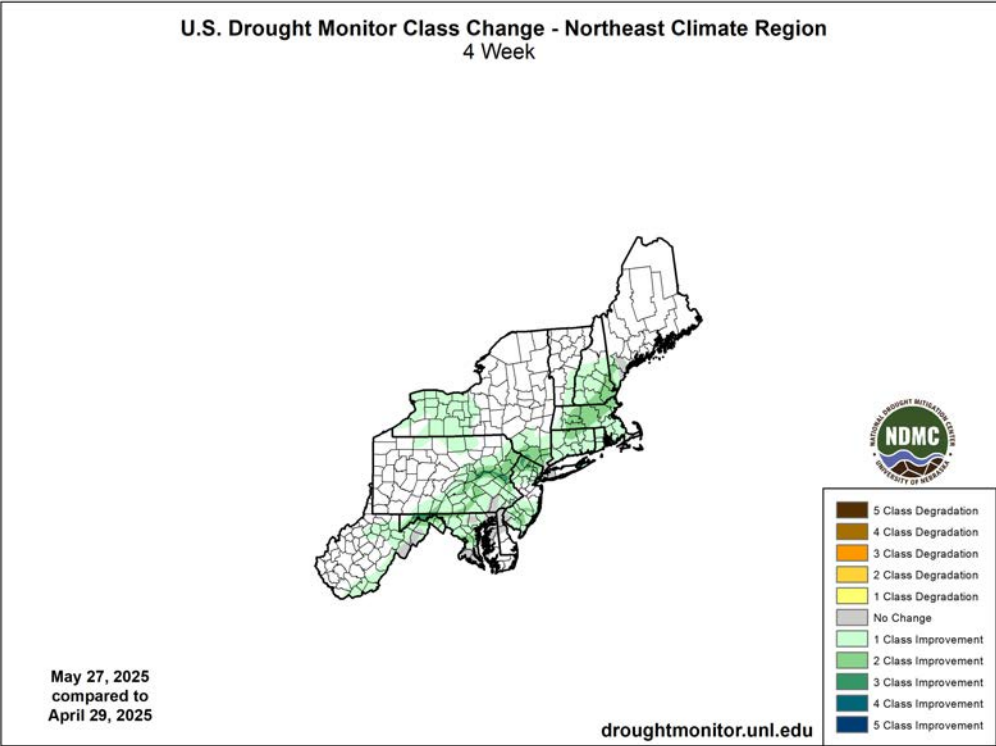 U.S. Drought Monitor Class Change - Northeast Climate Region
4 Week
NATIONAL DROUGHT MITIGATION CENTER
NDMC
UNIVERSITY OF NEBRASKA
5 Class Degradation
4 Class Degradation
3 Class Degradation
2 Class Degradation
1 Class Degradation
No Change
1 Class Improvement
2 Class Improvement
3 Class Improvement
4 Class Improvement
5 Class Improvement
May 27, 2025
compared to
April 29, 2025
droughtmonitor.unl.edu